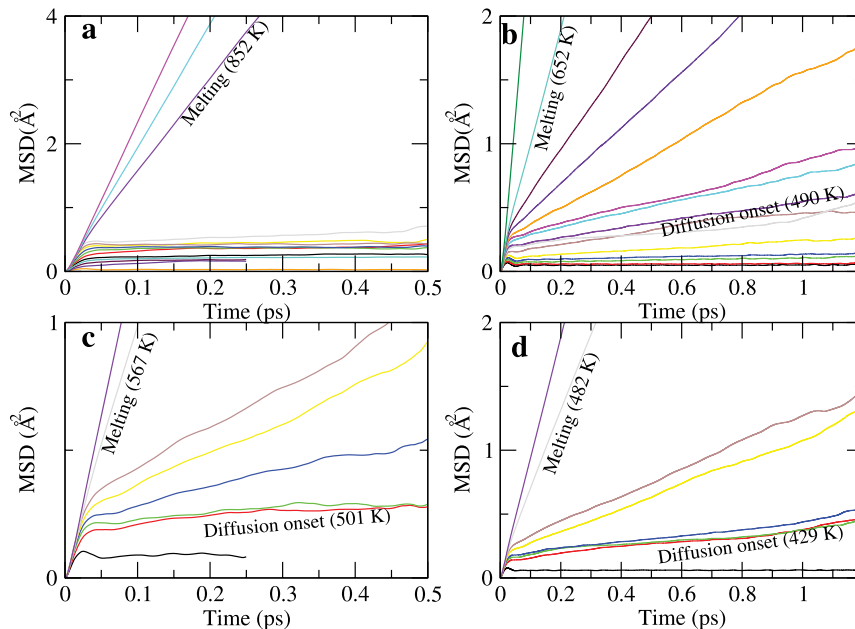 a
4
2
0
MSD(Å²)
Melting (852 K)
0 0.1 0.2 0.3 0.4 0.5
Time (ps)
b
2
1
0
MSD(Å²)
Melting (652 K)
Diffusion onset (490 K)
0 0.2 0.4 0.6 0.8 1
Time (ps)
c
1
0
MSD (Å²)
Melting (567 K)
Diffusion onset (501 K)
0 0.1 0.2 0.3 0.4 0.5
Time (ps)
d
2
1
0
MSD (Å²)
Melting (482 K)
Diffusion onset (429 K)
0 0.2 0.4 0.6 0.8 1
Time (ps)